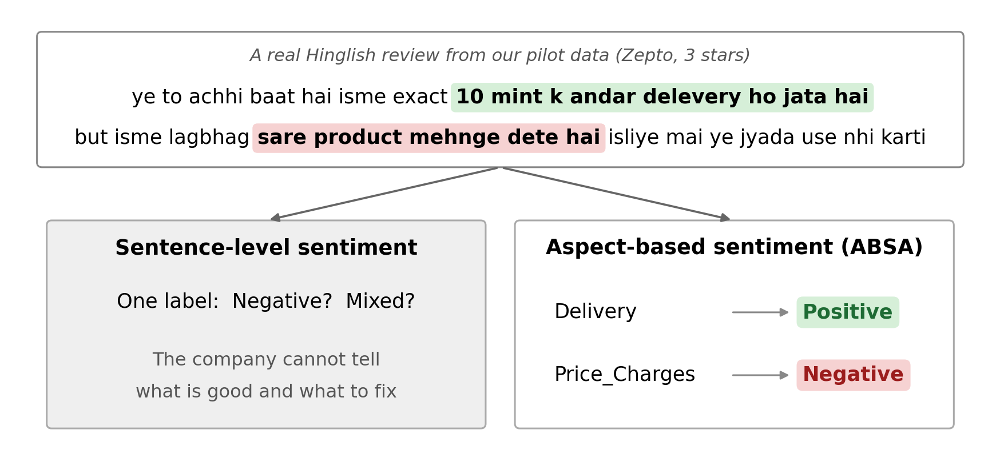 A real Hinglish review from our pilot data (Zepto, 3 stars)
ye to achhi baat hai isme exact 10 mint k andar delevery ho jata hai
but isme lagbhag sare product mehnge dete hai isliye mai ye jyada use nhi karti
Sentence-level sentiment
One label: Negative? Mixed?
The company cannot tell
what is good and what to fix
Aspect-based sentiment (ABSA)
Delivery Positive
Price_Charges Negative